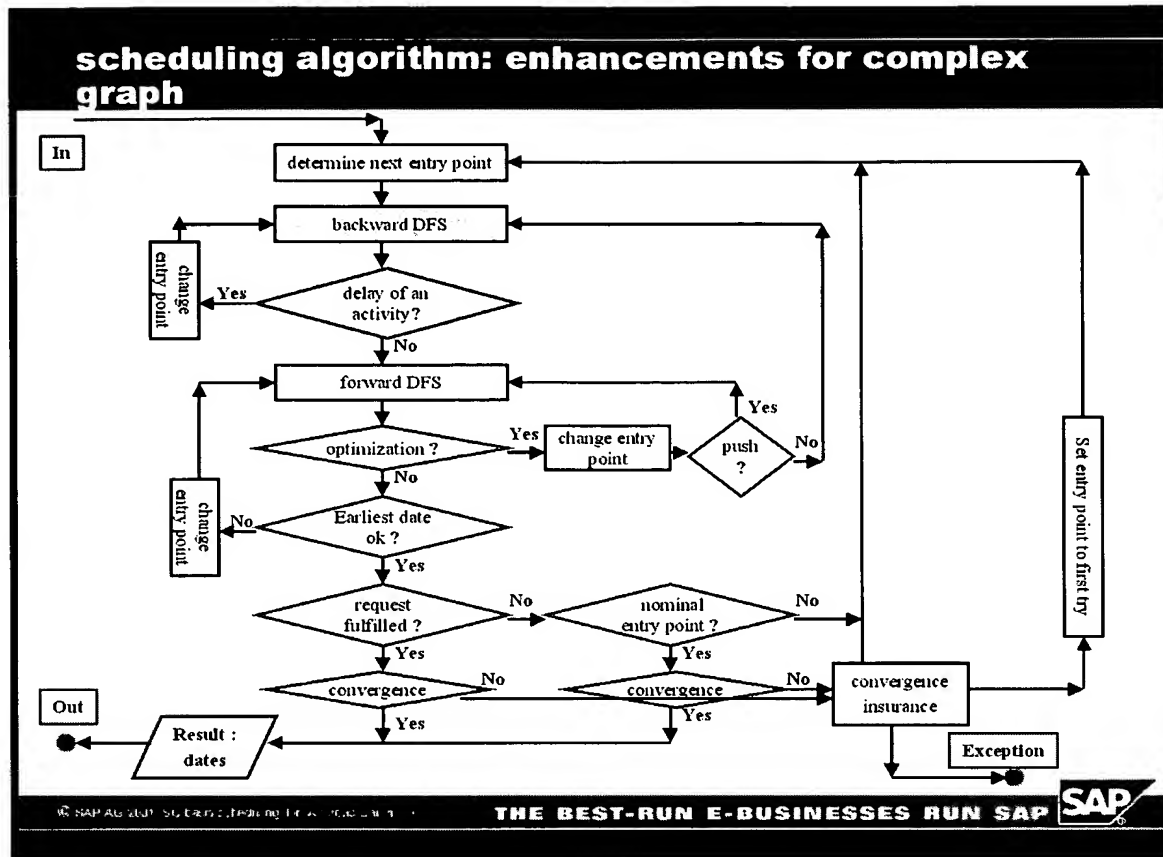 scheduling algorithm: enhancements for complex
graph
In
determine next entry point
backward DFS
change
entry point
Yes
delay of an
activity ?
No
forward DFS
Yes
optimization ?
Yes
change entry
point
push
?
No
No
change
entry point
No
Earliest date
ok ?
Yes
Set entry point to first try
request
fulfilled ?
No
nominal
entry point ?
No
Yes
Yes
convergence
No
convergence
No
convergence
insurance
Out
Yes
Yes
Result :
dates
Exception
© SAP AG 2001
THE BEST-RUN E-BUSINESSES RUN SAP
SAP